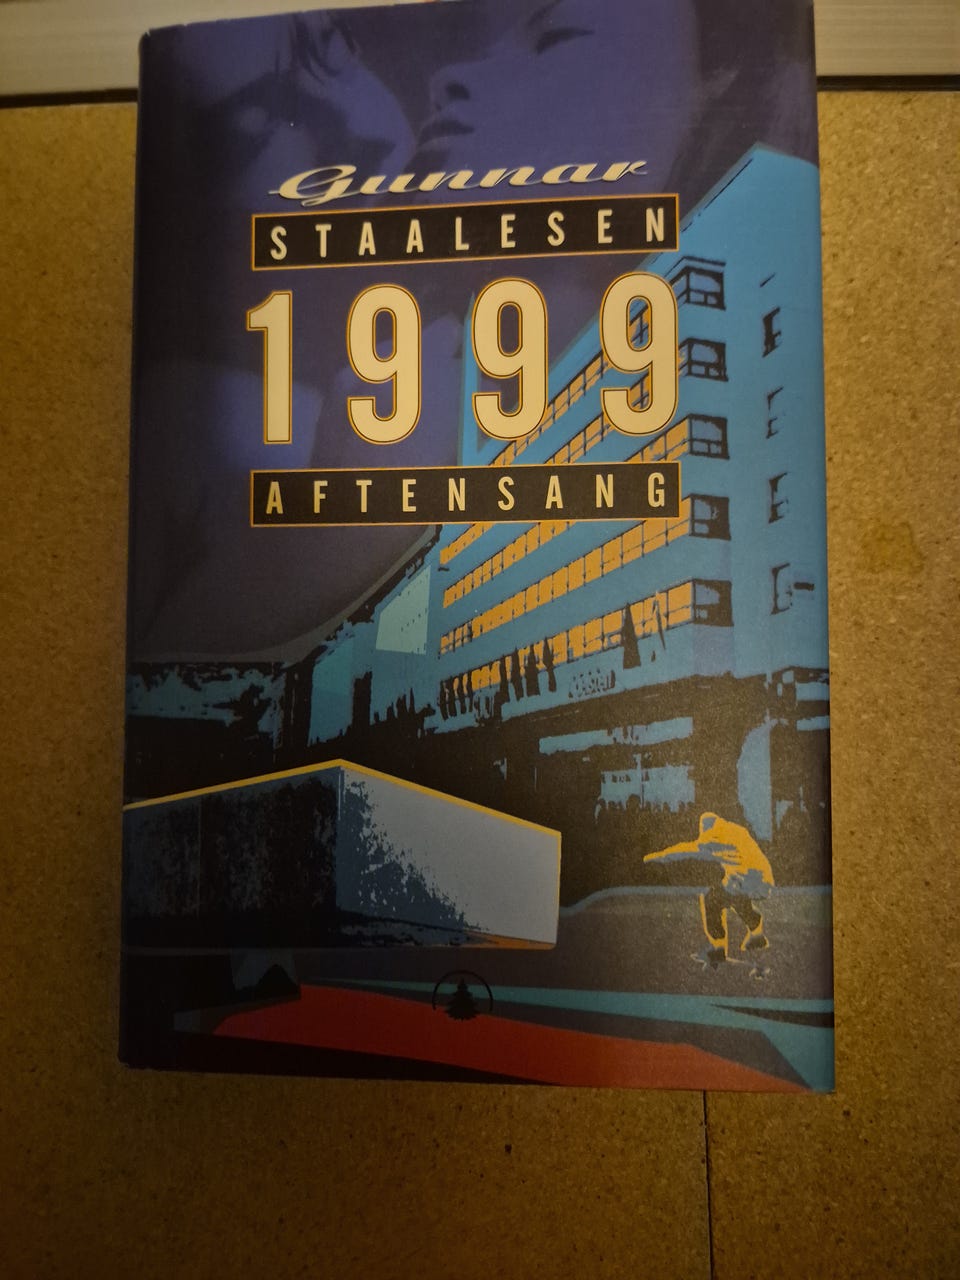 Gunnar
STAALESEN
1999
AFTENSANG